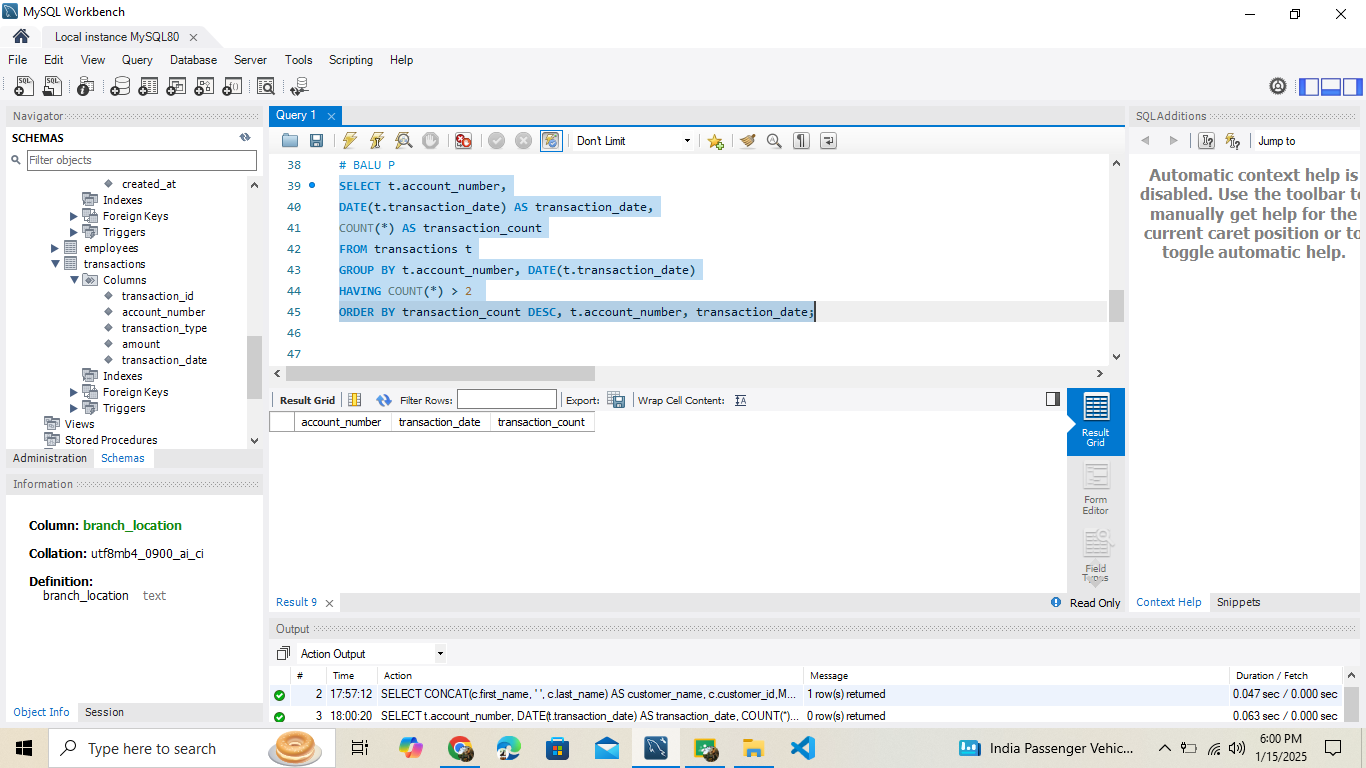 MySQL Workbench
Local instance MySQL80
File Edit View Query Database Server Tools Scripting Help
Navigator
SCHEMAS
Filter objects
created_at
Indexes
Foreign Keys
Triggers
employees
transactions
Columns
transaction_id
account_number
transaction_type
amount
transaction_date
Indexes
Foreign Keys
Triggers
Views
Stored Procedures
Administration Schemas
Information
Column: branch_location
Collation: utf8mb4_0900_ai_ci
Definition:
branch_location text
Object Info Session
Query 1
Don't Limit
38 # BALU P
39 SELECT t.account_number,
40 DATE(t.transaction_date) AS transaction_date,
41 COUNT(*) AS transaction_count
42 FROM transactions t
43 GROUP BY t.account_number, DATE(t.transaction_date)
44 HAVING COUNT(*) > 2
45 ORDER BY transaction_count DESC, t.account_number, transaction_date;
46
47
Result Grid Filter Rows: Export: Wrap Cell Content:
account_number transaction_date transaction_count
Result Grid
Form Editor
Field Types
Result 9
Read Only
SQLAdditions
Jump to
Automatic context help is
disabled. Use the toolbar to
manually get help for the
current caret position or to
toggle automatic help.
Context Help Snippets
Output
Action Output
# Time Action Message Duration / Fetch
2 17:57:12 SELECT CONCAT(c.first_name, ' ', c.last_name) AS customer_name, c.customer_id,M... 1 row(s) returned 0.047 sec / 0.000 sec
3 18:00:20 SELECT t.account_number, DATE(t.transaction_date) AS transaction_date, COUNT(*)... 0 row(s) returned 0.063 sec / 0.000 sec
Type here to search
India Passenger Vehic...
6:00 PM
1/15/2025